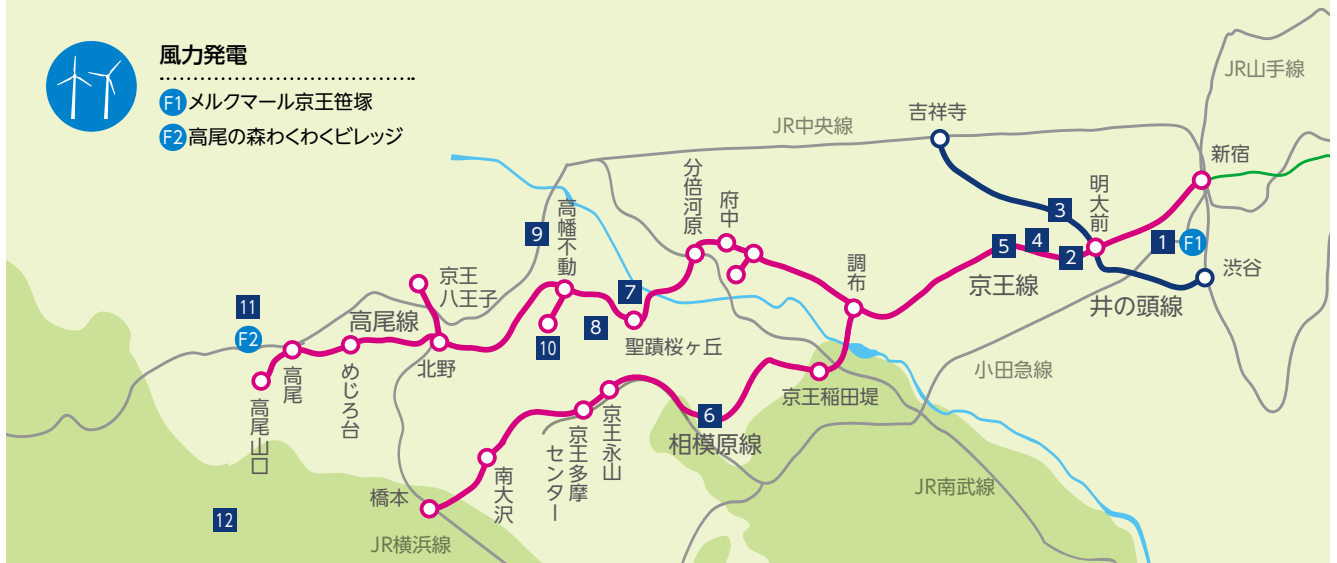 風力発電
F1 メルクマール京王笹塚
F2 高尾の森わくわくビレッジ
JR山手線
吉祥寺
JR中央線
新宿
分倍河原
府中
明大前
高幡不動
3
9
5
4
2
1
F1
渋谷
京王線
井の頭線
調布
京王
八王子
7
8
10
聖蹟桜ヶ丘
11
F2
高尾線
北野
高尾
めじろ台
高尾山口
小田急線
京王稲田堤
6
相模原線
京王永山
京王多摩
センター
南大沢
橋本
JR南武線
12
JR横浜線